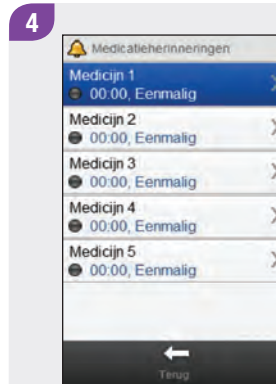 4
Medicatieherinneringen
Medicijn 1
00:00, Eenmalig
Medicijn 2
00:00, Eenmalig
Medicijn 3
00:00, Eenmalig
Medicijn 4
00:00, Eenmalig
Medicijn 5
00:00, Eenmalig
Terug